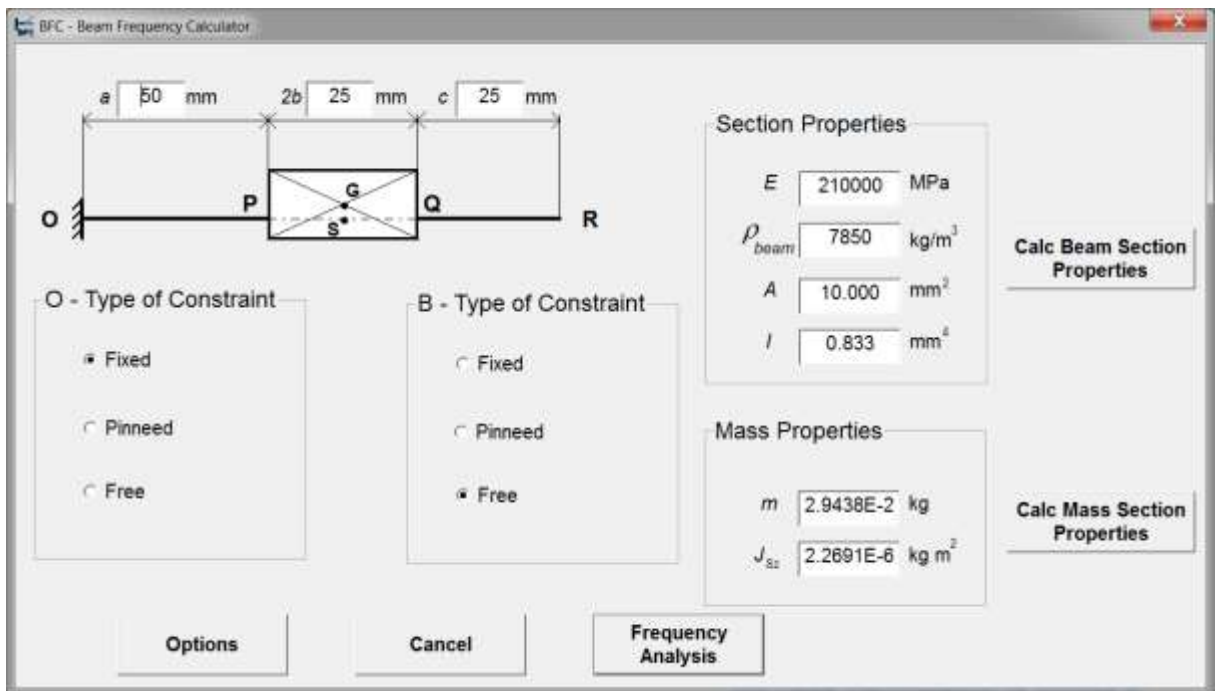 BFC - Beam Frequency Calculator
a 50 mm 2b 25 mm c 25 mm
G
O P Q R
S
O - Type of Constraint
Fixed
Pinneed
Free
B - Type of Constraint
Fixed
Pinneed
Free
Section Properties
E 210000 MPa
ρbeam 7850 kg/m³
A 10.000 mm²
I 0.833 mm⁴
Calc Beam Section
Properties
Mass Properties
m 2.9438E-2 kg
JSz 2.2691E-6 kg m²
Calc Mass Section
Properties
Options
Cancel
Frequency
Analysis